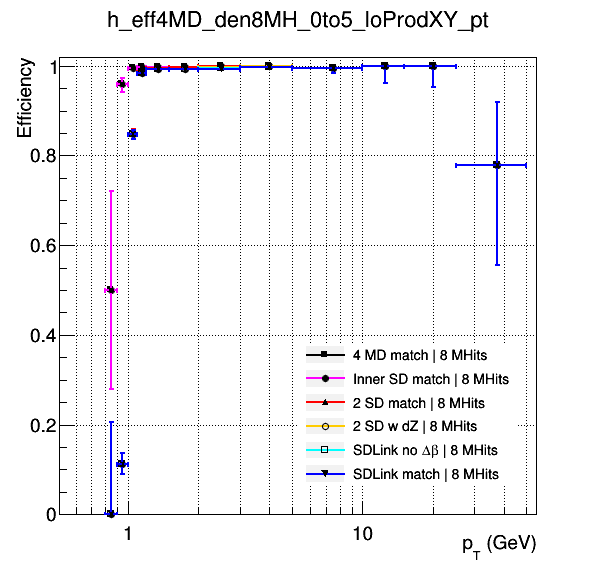 h_eff4MD_den8MH_0to5_loProdXY_pt
Efficiency
1
0.8
0.6
0.4
0.2
0
4 MD match | 8 MHits
Inner SD match | 8 MHits
2 SD match | 8 MHits
2 SD w dZ | 8 MHits
SDLink no Δβ | 8 MHits
SDLink match | 8 MHits
1
10
p_T (GeV)